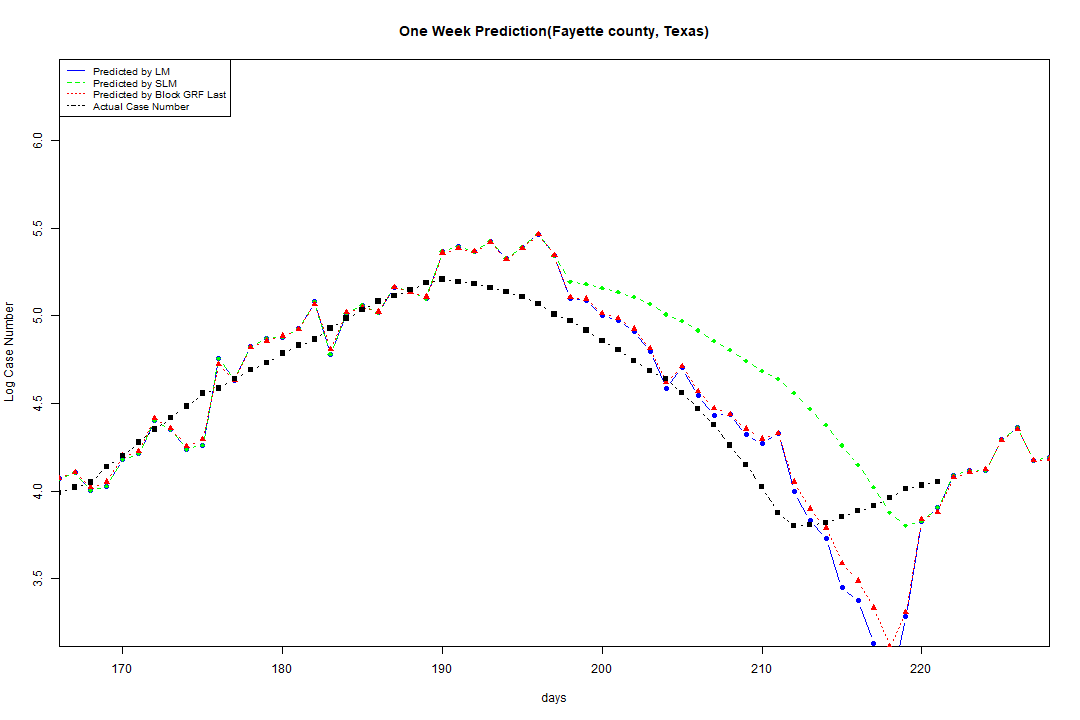 One Week Prediction(Fayette county, Texas)
Predicted by LM
Predicted by SLM
Predicted by Block GRF Last
Actual Case Number
6.0
5.5
5.0
4.5
4.0
3.5
Log Case Number
170 180 190 200 210 220
days